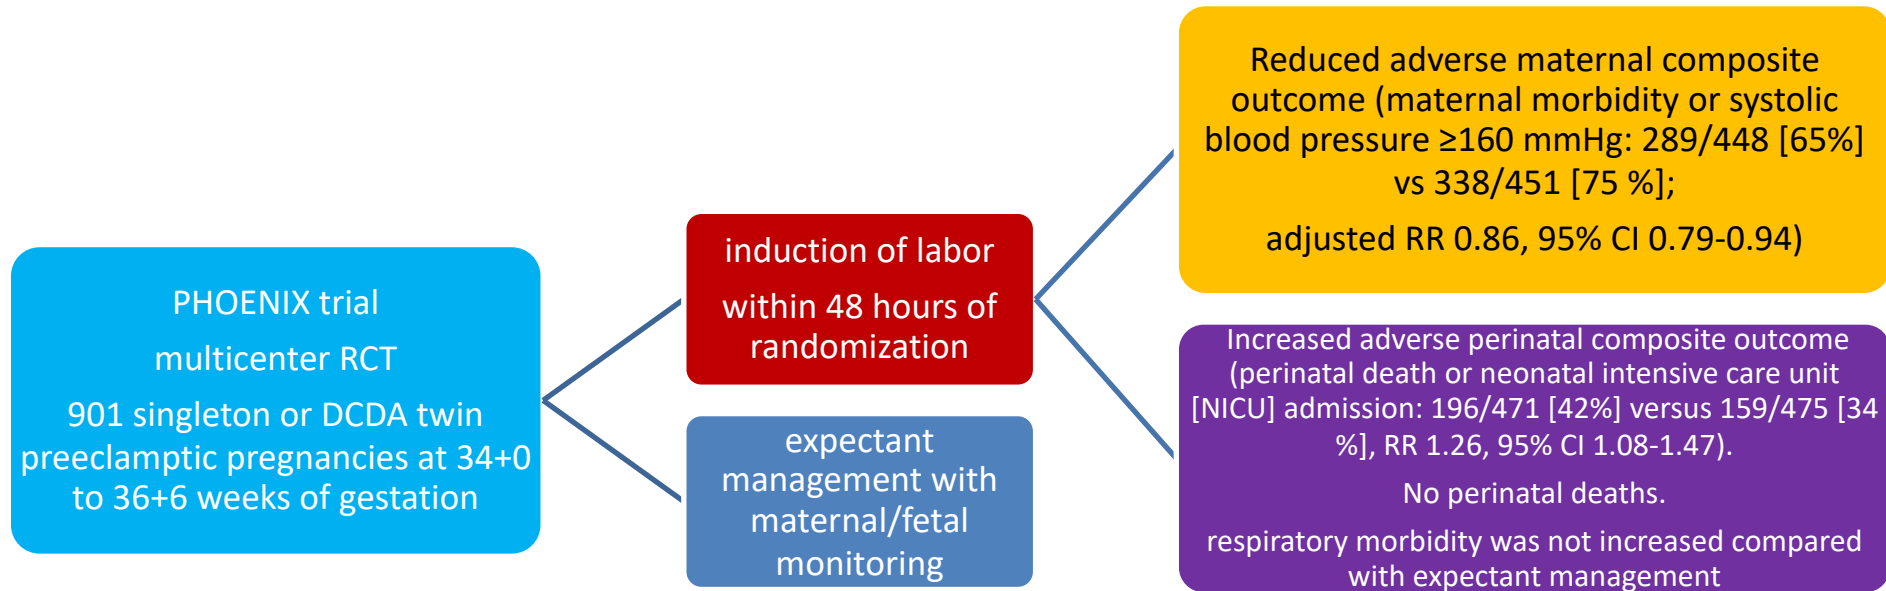 PHOENIX trial
multicenter RCT
901 singleton or DCDA twin
preeclamptic pregnancies at 34+0
to 36+6 weeks of gestation
induction of labor
within 48 hours of
randomization
expectant
management with
maternal/fetal
monitoring
Reduced adverse maternal composite
outcome (maternal morbidity or systolic
blood pressure ≥160 mmHg: 289/448 [65%]
vs 338/451 [75 %];
adjusted RR 0.86, 95% CI 0.79-0.94)
Increased adverse perinatal composite outcome
(perinatal death or neonatal intensive care unit
[NICU] admission: 196/471 [42%] versus 159/475 [34
%], RR 1.26, 95% CI 1.08-1.47).
No perinatal deaths.
respiratory morbidity was not increased compared
with expectant management